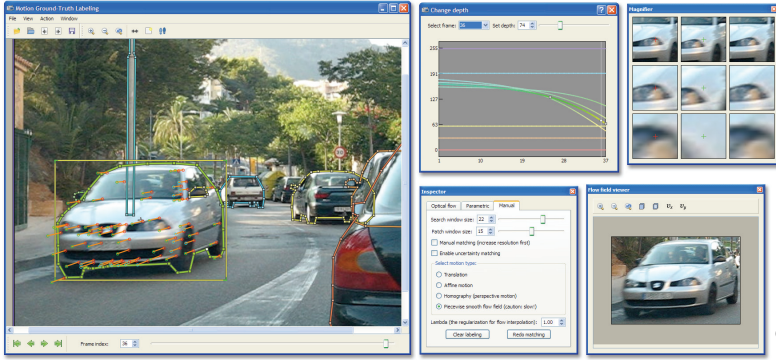 Motion Ground-Truth Labeling
File View Action Window
Frame index: 36
Change depth
Select frame: 36 Set depth: 74
255
191
127
63
0
1 10 19 28 37
Magnifier
Inspector
Optical flow Parametric Manual
Search window size: 22
Patch window size: 15
Manual matching (increase resolution first)
Enable uncertainty matching
Select motion type:
Translation
Affine motion
Homography (perspective motion)
Piecewise smooth flow field (caution: slow!)
Lambda (the regularization for flow interpolation): 1.00
Clear labeling Redo matching
Flow field viewer